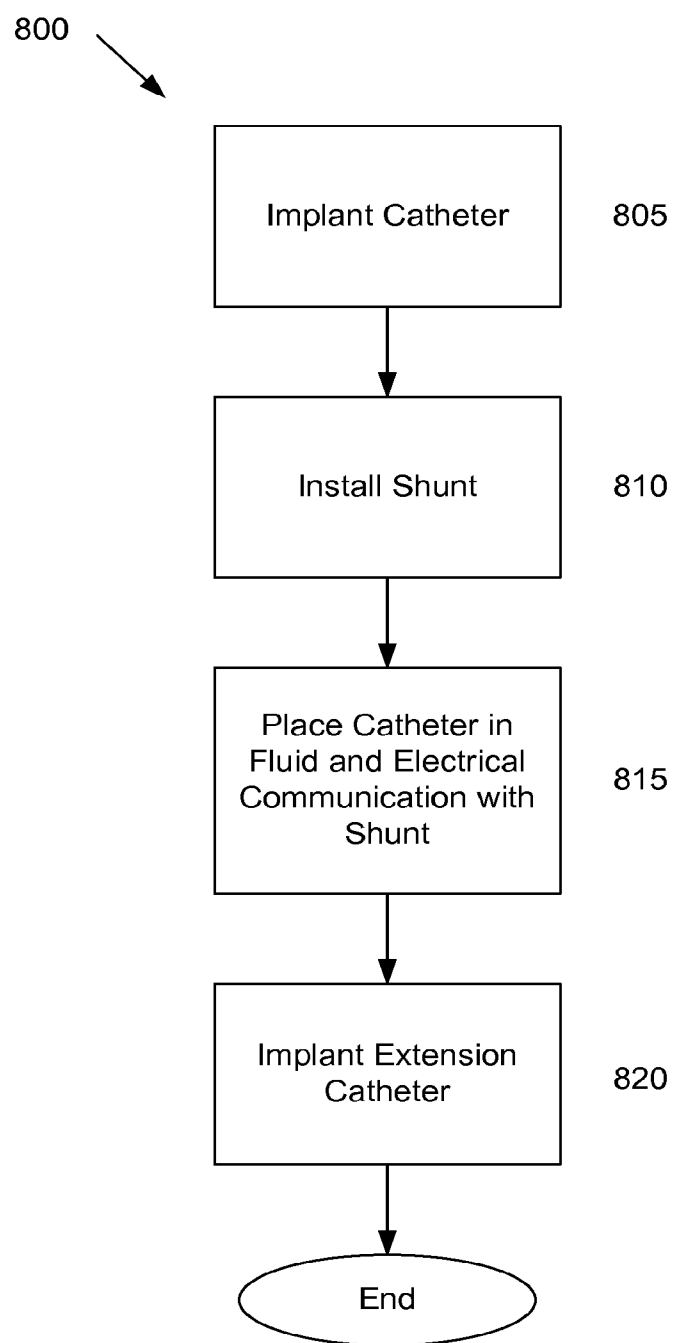 800
Implant Catheter
805
Install Shunt
810
Place Catheter in
Fluid and Electrical
Communication with
Shunt
815
Implant Extension
Catheter
820
End